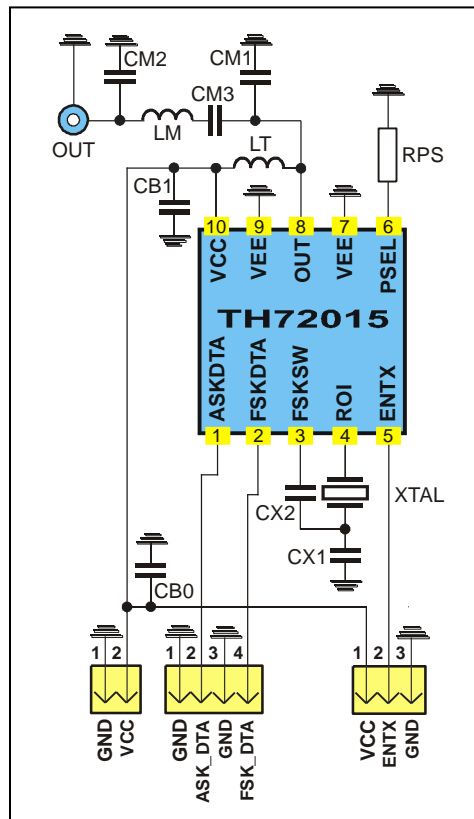 CM2
CM1
CM3
OUT
LM
LT
RPS
CB1
10 9 8 7 6
VCC VEE OUT VEE PSEL
TH72015
ASKDTA FSKDTA FSKSW ROI ENTX
1 2 3 4 5
CX2
XTAL
CX1
CB0
1 2
1 2 3 4
1 2 3
GND VCC
GND ASK_DTA GND FSK_DTA
VCC ENTX GND